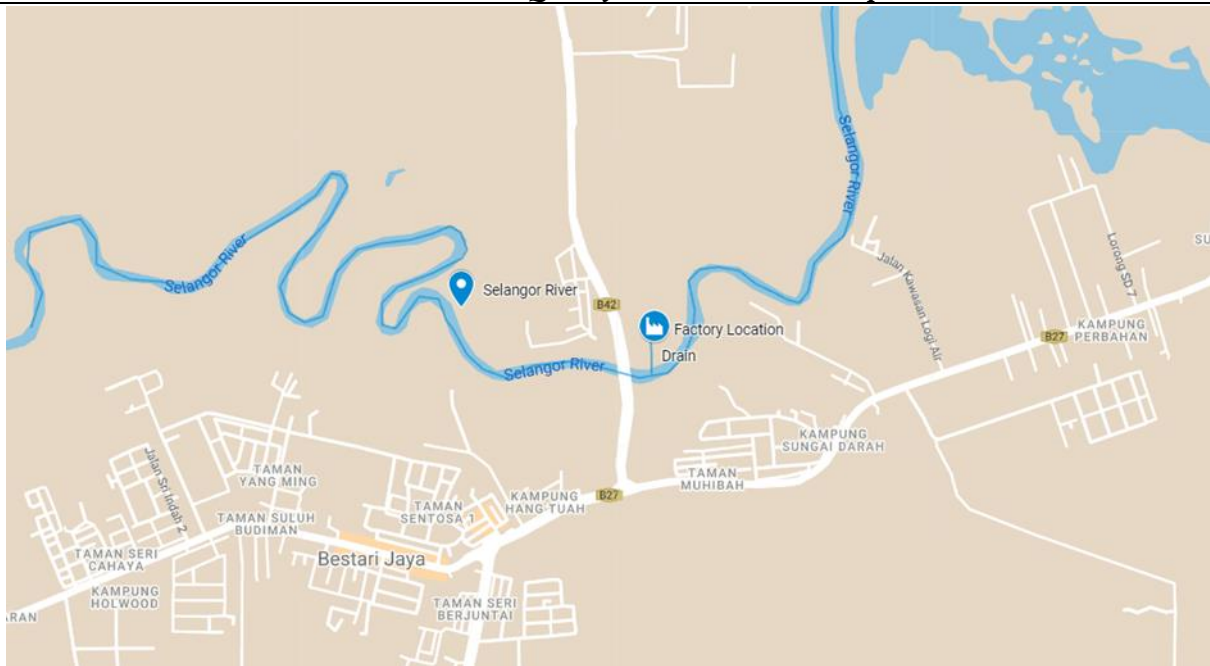 Selangor River
Selangor River
Selangor River
B42
Factory Location
Drain
Selangor River
Jalan Kawasan Logi Air
Lorong SD 7
SU
KAMPUNG
PERBAHAN
B27
KAMPUNG
SUNGAI DARAH
TAMAN
MUHIBAH
B27
KAMPUNG
HANG TUAH
TAMAN
SENTOSA 1
TAMAN
YANG MING
Jalan Sri Indah 2
TAMAN SULUH
BUDIMAN
Bestari Jaya
TAMAN SERI
CAHAYA
KAMPUNG
HOLWOOD
ARAN
TAMAN SERI
BERJUNTAI